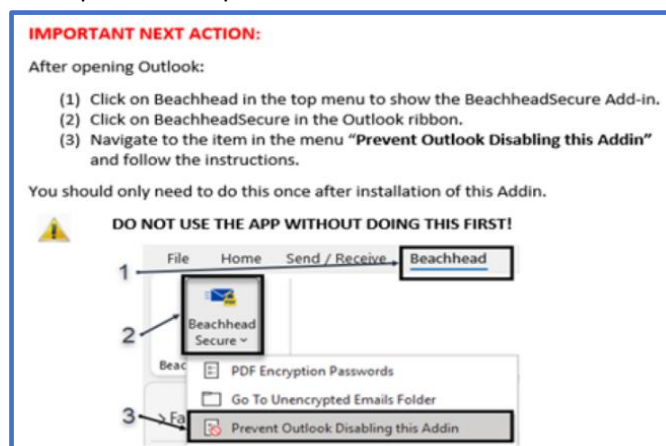 IMPORTANT NEXT ACTION:
After opening Outlook:
(1) Click on Beachhead in the top menu to show the BeachheadSecure Add-in.
(2) Click on BeachheadSecure in the Outlook ribbon.
(3) Navigate to the item in the menu “Prevent Outlook Disabling this Addin”
and follow the instructions.
You should only need to do this once after installation of this Addin.
DO NOT USE THE APP WITHOUT DOING THIS FIRST!
File Home Send / Receive Beachhead
1
2
Beachhead
Secure
Beac
PDF Encryption Passwords
Go To Unencrypted Emails Folder
3 > Fa
Prevent Outlook Disabling this Addin